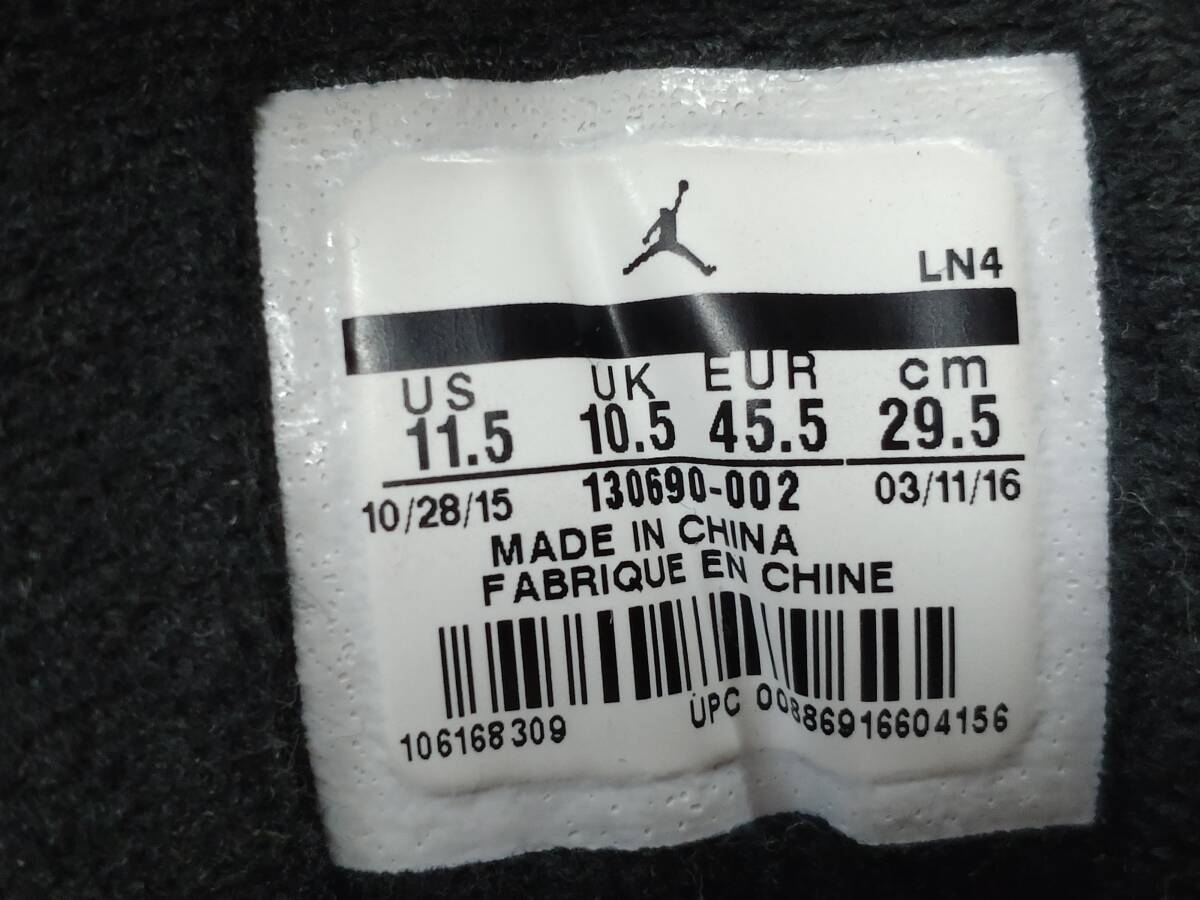 LN4
US UK EUR cm
11.5 10.5 45.5 29.5
10/28/15 130690-002 03/11/16
MADE IN CHINA
FABRIQUE EN CHINE
106168309 UPC 00886916604156